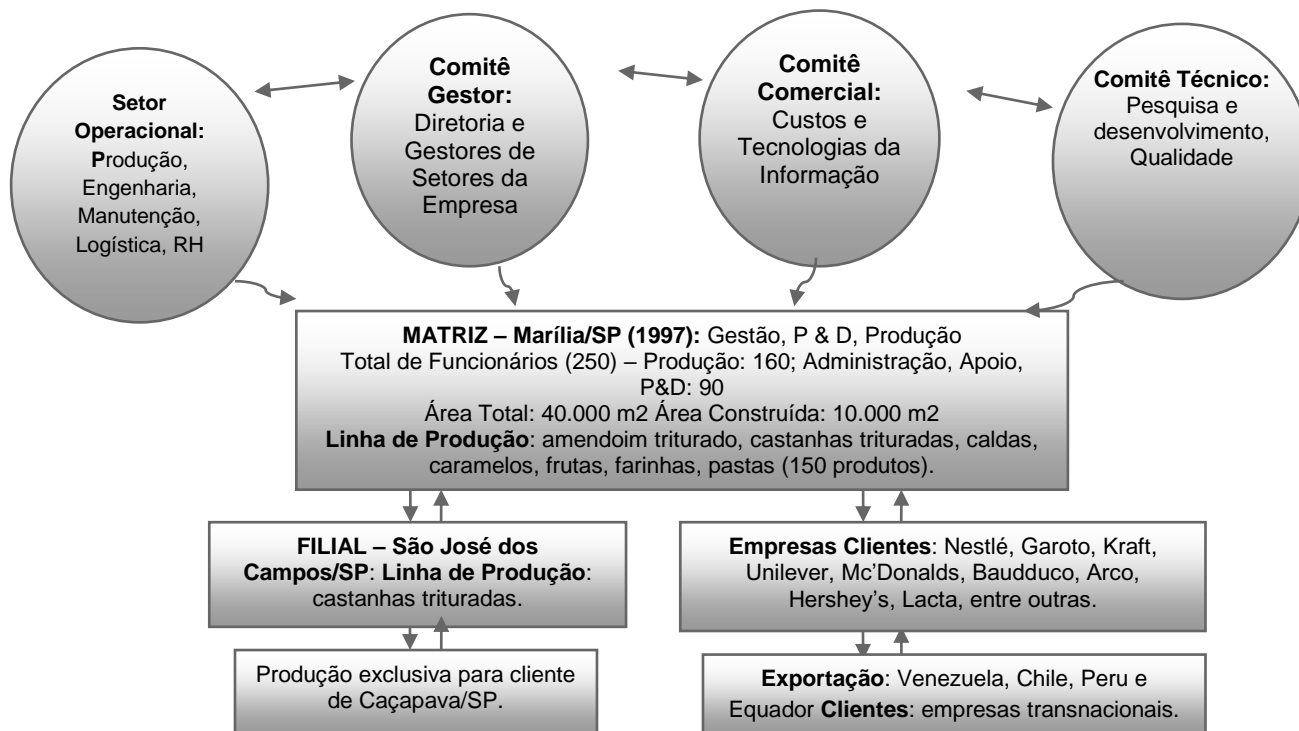 Setor
Operacional:
Produção,
Engenharia,
Manutenção,
Logística, RH
Comitê
Gestor:
Diretoria e
Gestores de
Setores da
Empresa
Comitê
Comercial:
Custos e
Tecnologias da
Informação
Comitê Técnico:
Pesquisa e
desenvolvimento,
Qualidade
MATRIZ – Marília/SP (1997): Gestão, P & D, Produção
Total de Funcionários (250) – Produção: 160; Administração, Apoio,
P&D: 90
Área Total: 40.000 m2 Área Construída: 10.000 m2
Linha de Produção: amendoim triturado, castanhas trituradas, caldas,
caramelos, frutas, farinhas, pastas (150 produtos).
FILIAL – São José dos
Campos/SP: Linha de Produção:
castanhas trituradas.
Produção exclusiva para cliente
de Caçapava/SP.
Empresas Clientes: Nestlé, Garoto, Kraft,
Unilever, Mc’Donalds, Baudduco, Arco,
Hershey’s, Lacta, entre outras.
Exportação: Venezuela, Chile, Peru e
Equador Clientes: empresas transnacionais.